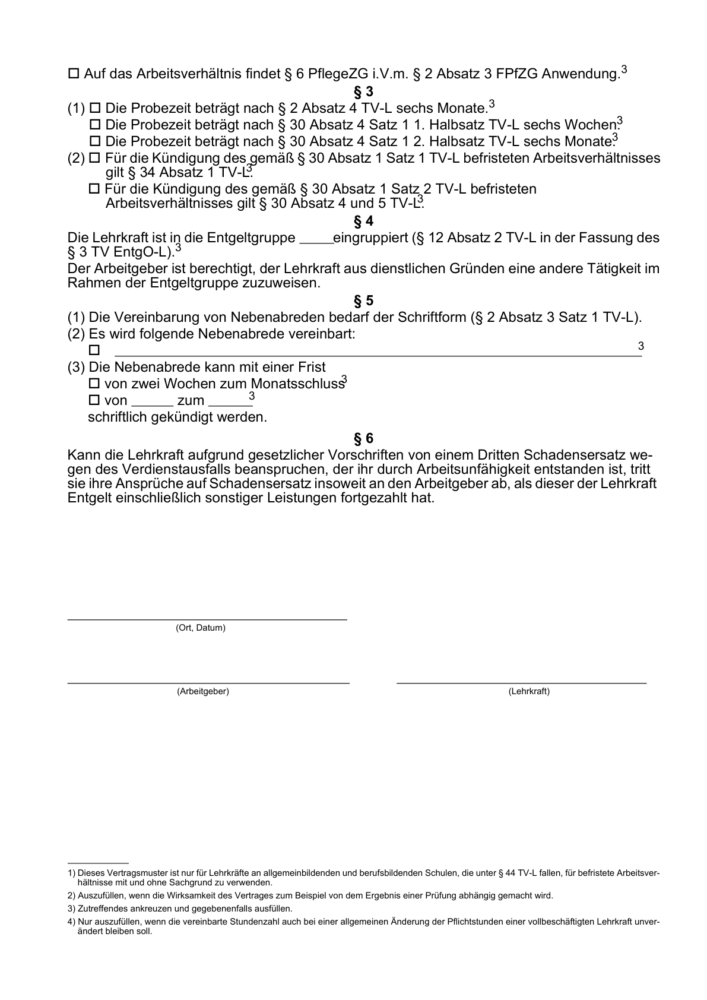 ☐ Auf das Arbeitsverhältnis findet § 6 PflegeZG i.V.m. § 2 Absatz 3 FPfZG Anwendung.3
§ 3
(1) ☐ Die Probezeit beträgt nach § 2 Absatz 4 TV-L sechs Monate.3
☐ Die Probezeit beträgt nach § 30 Absatz 4 Satz 1 1. Halbsatz TV-L sechs Wochen.3
☐ Die Probezeit beträgt nach § 30 Absatz 4 Satz 1 2. Halbsatz TV-L sechs Monate.3
(2) ☐ Für die Kündigung des gemäß § 30 Absatz 1 Satz 1 TV-L befristeten Arbeitsverhältnisses
gilt § 34 Absatz 1 TV-L.3
☐ Für die Kündigung des gemäß § 30 Absatz 1 Satz 2 TV-L befristeten
Arbeitsverhältnisses gilt § 30 Absatz 4 und 5 TV-L.3
§ 4
Die Lehrkraft ist in die Entgeltgruppe ____ eingruppiert (§ 12 Absatz 2 TV-L in der Fassung des
§ 3 TV EntgO-L).3
Der Arbeitgeber ist berechtigt, der Lehrkraft aus dienstlichen Gründen eine andere Tätigkeit im
Rahmen der Entgeltgruppe zuzuweisen.
§ 5
(1) Die Vereinbarung von Nebenabreden bedarf der Schriftform (§ 2 Absatz 3 Satz 1 TV-L).
(2) Es wird folgende Nebenabrede vereinbart:
☐ ____ 3
(3) Die Nebenabrede kann mit einer Frist
☐ von zwei Wochen zum Monatsschluss3
☐ von ______ zum ______3
schriftlich gekündigt werden.
§ 6
Kann die Lehrkraft aufgrund gesetzlicher Vorschriften von einem Dritten Schadensersatz we-
gen des Verdienstausfalls beanspruchen, der ihr durch Arbeitsunfähigkeit entstanden ist, tritt
sie ihre Ansprüche auf Schadensersatz insoweit an den Arbeitgeber ab, als dieser der Lehrkraft
Entgelt einschließlich sonstiger Leistungen fortgezahlt hat.
(Ort, Datum)
(Arbeitgeber) (Lehrkraft)
1) Dieses Vertragsmuster ist nur für Lehrkräfte an allgemeinbildenden und berufsbildenden Schulen, die unter § 44 TV-L fallen, für befristete Arbeitsver-
hältnisse mit und ohne Sachgrund zu verwenden.
2) Auszufüllen, wenn die Wirksamkeit des Vertrages zum Beispiel von dem Ergebnis einer Prüfung abhängig gemacht wird.
3) Zutreffendes ankreuzen und gegebenenfalls ausfüllen.
4) Nur auszufüllen, wenn die vereinbarte Stundenzahl auch bei einer allgemeinen Änderung der Pflichtstunden einer vollbeschäftigten Lehrkraft unver-
ändert bleiben soll.